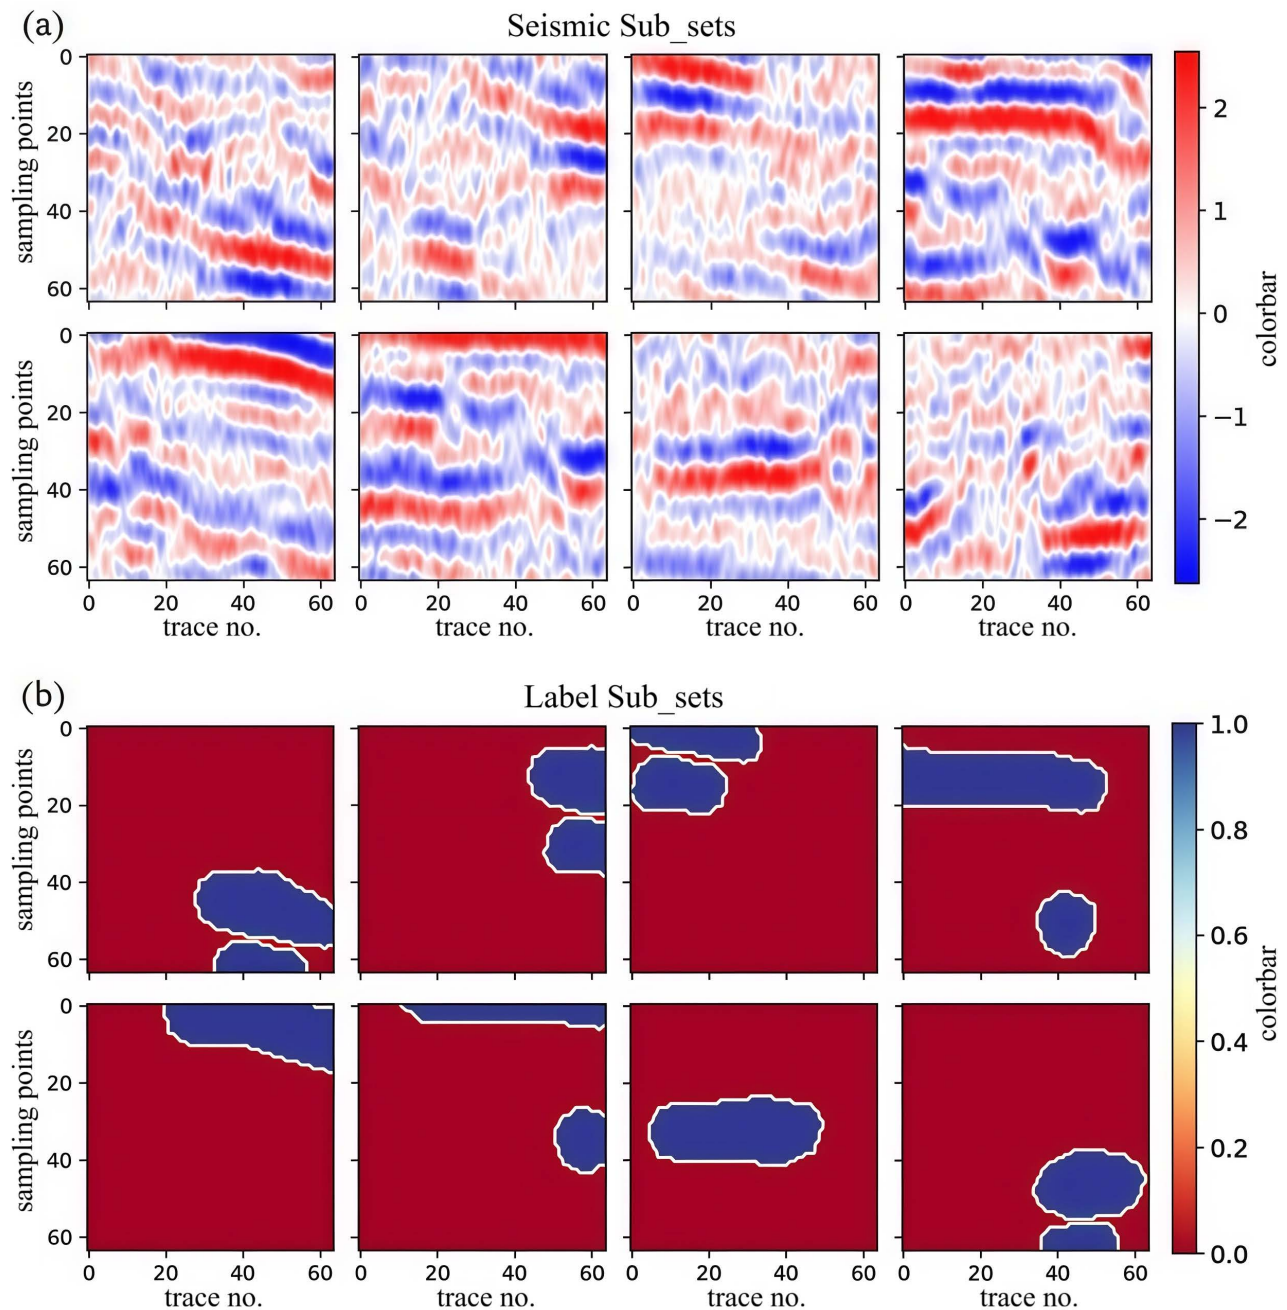 (a)
Seismic Sub_sets
sampling points
0
20
40
60
sampling points
0
20
40
60
0 20 40 60
0 20 40 60
0 20 40 60
0 20 40 60
trace no.
trace no.
trace no.
trace no.
2
1
0
−1
−2
colorbar
(b)
Label Sub_sets
sampling points
0
20
40
60
sampling points
0
20
40
60
0 20 40 60
0 20 40 60
0 20 40 60
0 20 40 60
trace no.
trace no.
trace no.
trace no.
1.0
0.8
0.6
0.4
0.2
0.0
colorbar